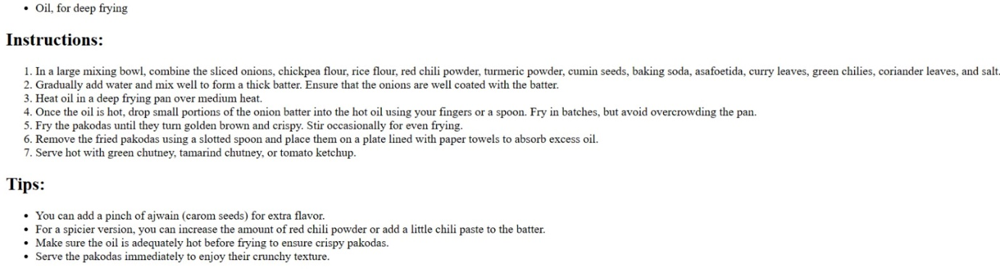 • Oil, for deep frying
Instructions:
1. In a large mixing bowl, combine the sliced onions, chickpea flour, rice flour, red chili powder, turmeric powder, cumin seeds, baking soda, asafoetida, curry leaves, green chilies, coriander leaves, and salt.
2. Gradually add water and mix well to form a thick batter. Ensure that the onions are well coated with the batter.
3. Heat oil in a deep frying pan over medium heat.
4. Once the oil is hot, drop small portions of the onion batter into the hot oil using your fingers or a spoon. Fry in batches, but avoid overcrowding the pan.
5. Fry the pakodas until they turn golden brown and crispy. Stir occasionally for even frying.
6. Remove the fried pakodas using a slotted spoon and place them on a plate lined with paper towels to absorb excess oil.
7. Serve hot with green chutney, tamarind chutney, or tomato ketchup.
Tips:
• You can add a pinch of ajwain (carom seeds) for extra flavor.
• For a spicier version, you can increase the amount of red chili powder or add a little chili paste to the batter.
• Make sure the oil is adequately hot before frying to ensure crispy pakodas.
• Serve the pakodas immediately to enjoy their crunchy texture.